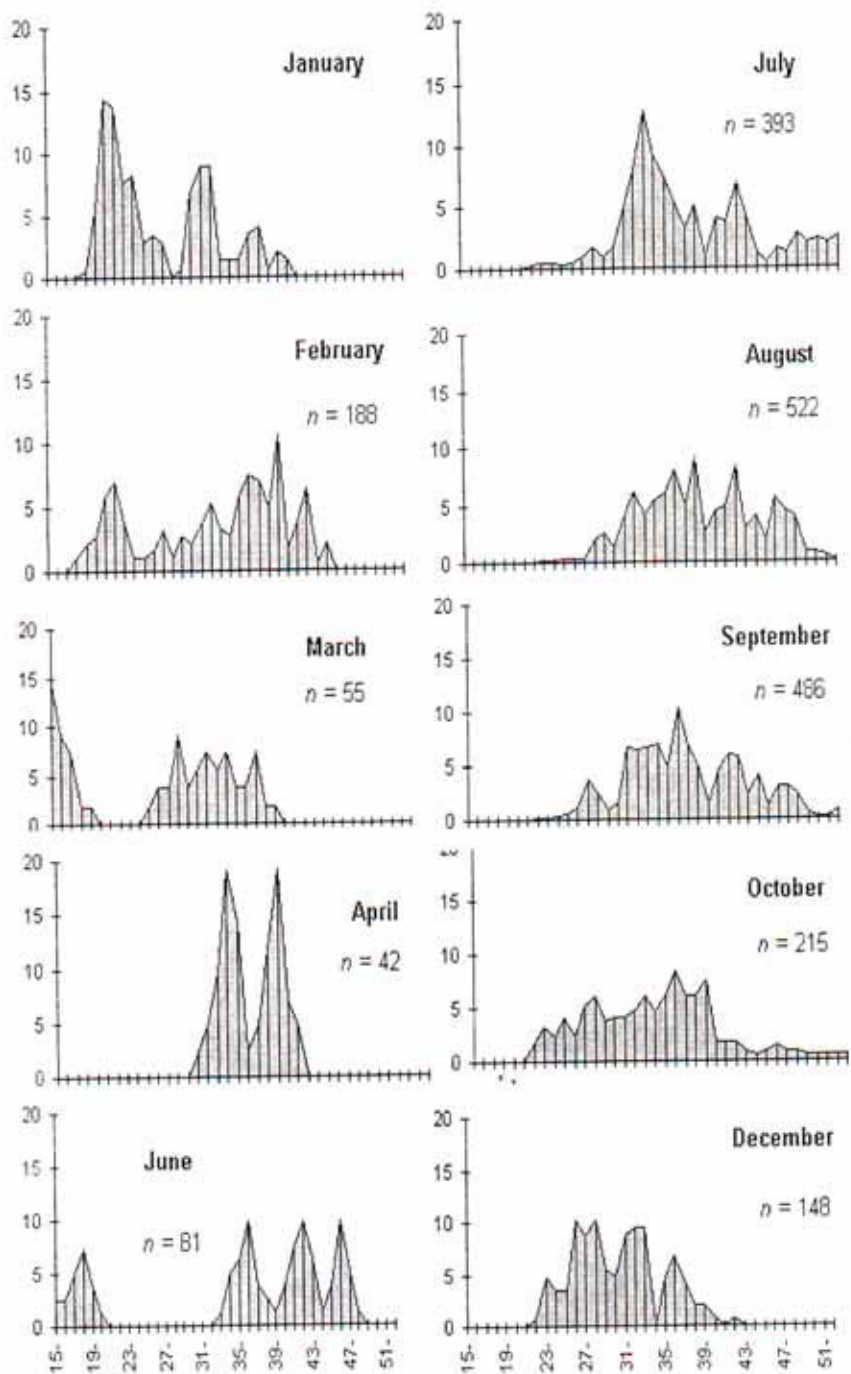 January
20
15
10
5
0
February
n = 188
20
15
10
5
0
March
n = 55
20
15
10
5
0
April
n = 42
20
15
10
5
0
June
n = 81
20
15
10
5
0
15- 19- 23- 27- 31- 35- 39- 43- 47- 51-
July
n = 393
20
15
10
5
0
August
n = 522
20
15
10
5
0
September
n = 486
20
15
10
5
0
October
n = 215
15
10
5
0
December
n = 148
20
15
10
5
0
15- 19- 23- 27- 31- 35- 39- 43- 47- 51-